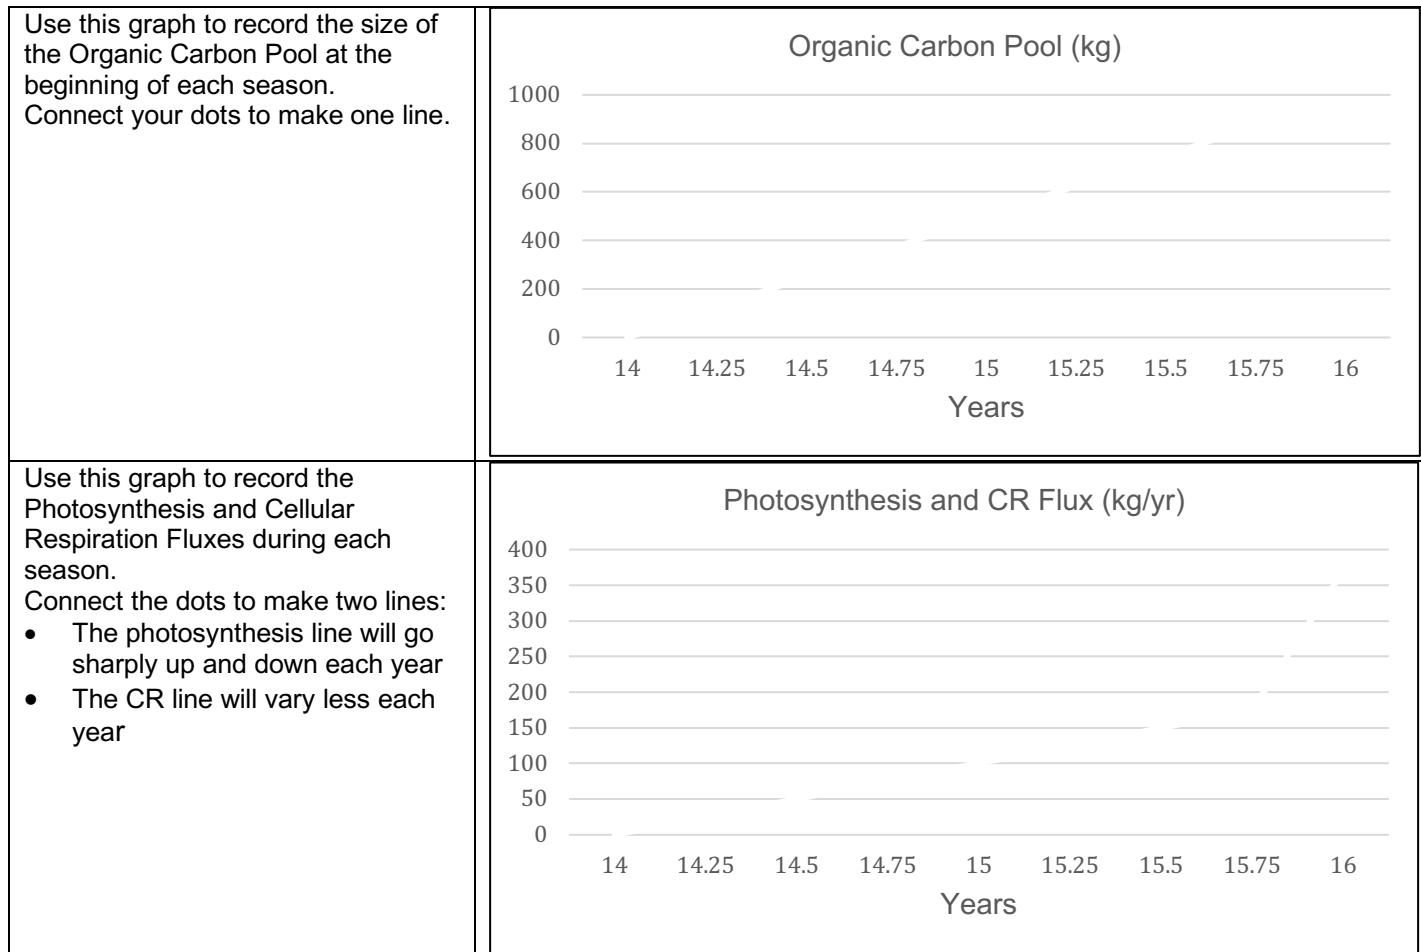 Use this graph to record the size of
the Organic Carbon Pool at the
beginning of each season.
Connect your dots to make one line.
Organic Carbon Pool (kg)
1000
800
600
400
200
0
14 14.25 14.5 14.75 15 15.25 15.5 15.75 16
Years
Use this graph to record the
Photosynthesis and Cellular
Respiration Fluxes during each
season.
Connect the dots to make two lines:
• The photosynthesis line will go
sharply up and down each year
• The CR line will vary less each
year
Photosynthesis and CR Flux (kg/yr)
400
350
300
250
200
150
100
50
0
14 14.25 14.5 14.75 15 15.25 15.5 15.75 16
Years